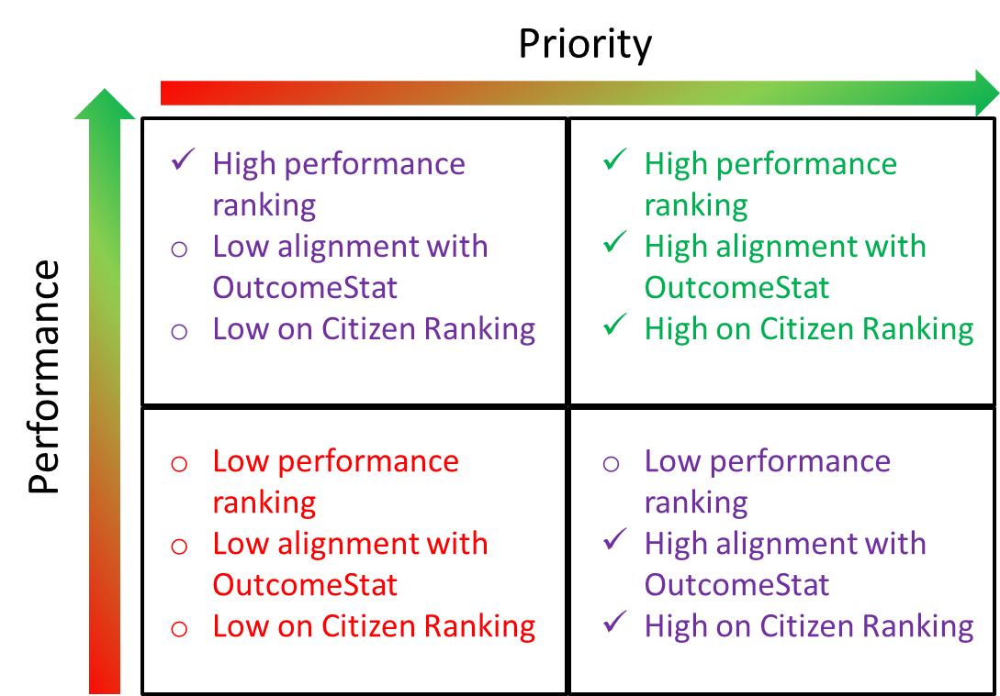 Priority
Performance
✓ High performance
ranking
○ Low alignment with
OutcomeStat
○ Low on Citizen Ranking
✓ High performance
ranking
✓ High alignment with
OutcomeStat
✓ High on Citizen Ranking
○ Low performance
ranking
○ Low alignment with
OutcomeStat
○ Low on Citizen Ranking
○ Low performance
ranking
✓ High alignment with
OutcomeStat
✓ High on Citizen Ranking